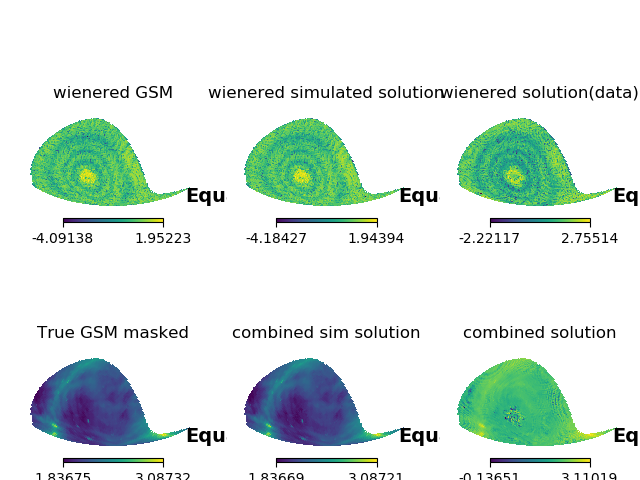 wienered GSM
wienered simulated solution
wienered solution(data)
Equ
Equ
Eq
-4.09138 1.95223
-4.18427 1.94394
-2.22117 2.75514
True GSM masked
combined sim solution
combined solution
Equ
Equ
Eq
1.83675 3.08732
1.83669 3.08721
-0.13651 3.11019